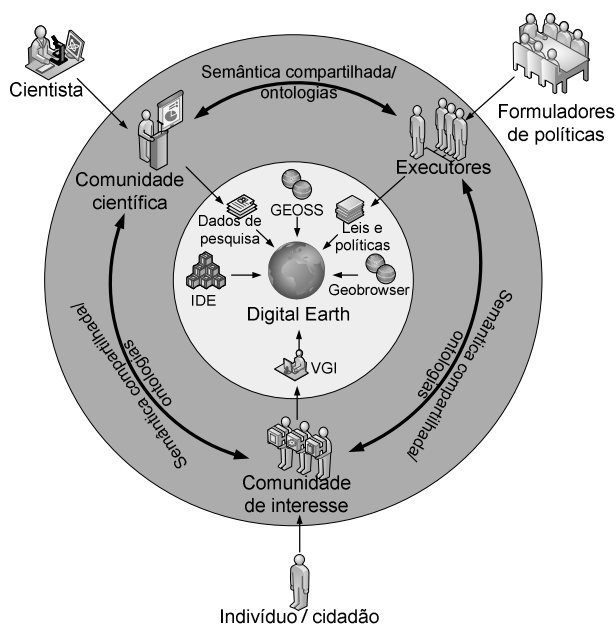 Cientista
Semântica compartilhada/
ontologias
Formuladores
de políticas
Comunidade
científica
Executores
GEOSS
Dados de
pesquisa
Leis e
políticas
IDE
Geobrowser
Digital Earth
VGI
Semântica compartilhada/
ontologias
Semântica compartilhada/
ontologias
Comunidade
de interesse
Indivíduo / cidadão